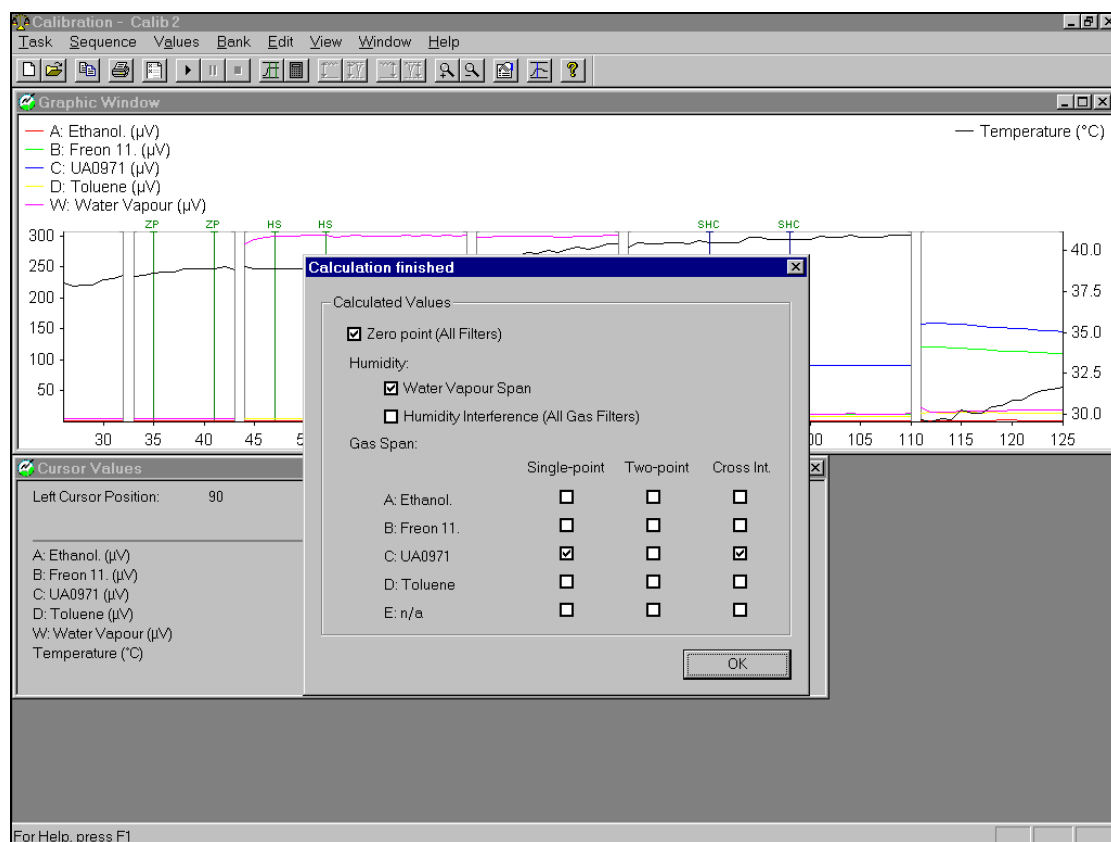 Calibration - Calib 2
Task Sequence Values Bank Edit View Window Help
Graphic Window
A: Ethanol. (µV)
B: Freon 11. (µV)
C: UA0971 (µV)
D: Toluene (µV)
W: Water Vapour (µV)
Temperature (°C)
ZP ZP HS HS SHC SHC
300
250
200
150
100
50
40.0
37.5
35.0
32.5
30.0
30 35 40 45 105 110 115 120 125
Calculation finished
Calculated Values
Zero point (All Filters)
Humidity:
Water Vapour Span
Humidity Interference (All Gas Filters)
Gas Span:
Single-point Two-point Cross Int.
A: Ethanol.
B: Freon 11.
C: UA0971
D: Toluene
E: n/a
OK
Cursor Values
Left Cursor Position: 90
A: Ethanol. (µV)
B: Freon 11. (µV)
C: UA0971 (µV)
D: Toluene (µV)
W: Water Vapour (µV)
Temperature (°C)
For Help, press F1